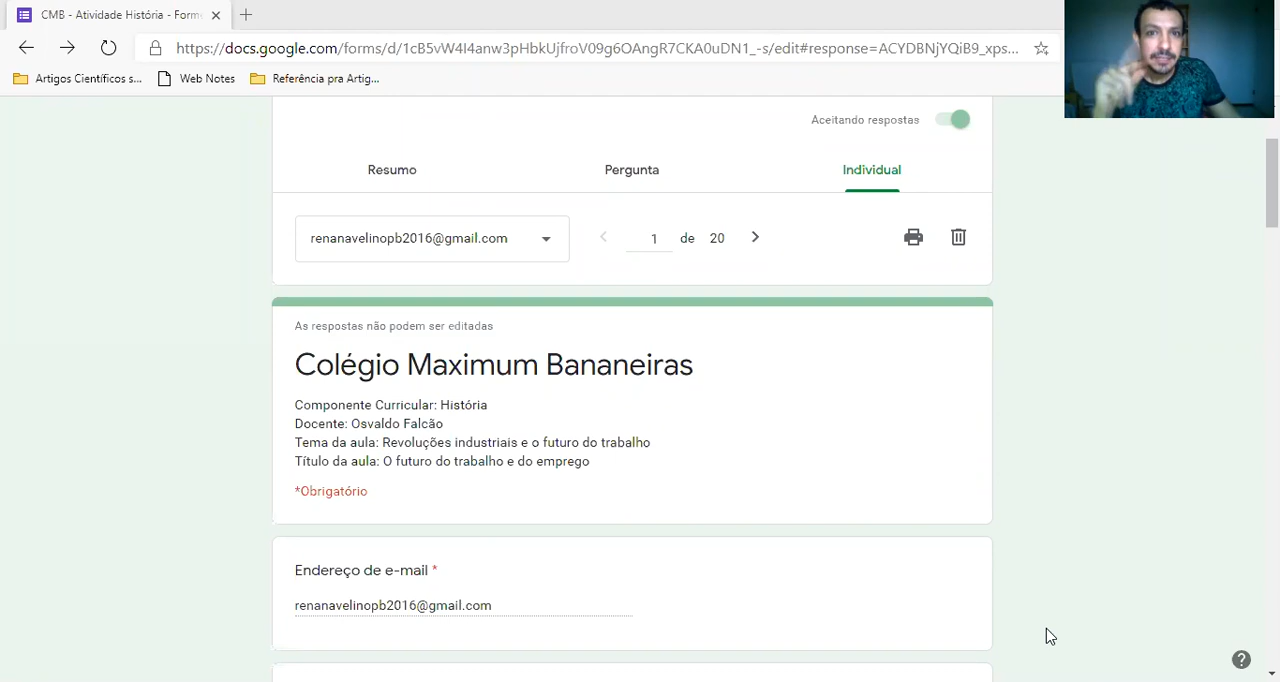 CMB - Atividade História - Form
https://docs.google.com/forms/d/1cB5vW4I4anw3pHbkUjfroV09g6OAngR7CKA0uDN1_-s/edit#response=ACYDBNjYQiB9_xps...
Artigos Científicos s...
Web Notes
Referência pra Artig...
Aceitando respostas
Resumo
Pergunta
Individual
renanavelinopb2016@gmail.com
1 de 20
As respostas não podem ser editadas
Colégio Maximum Bananeiras
Componente Curricular: História
Docente: Osvaldo Falcão
Tema da aula: Revoluções industriais e o futuro do trabalho
Título da aula: O futuro do trabalho e do emprego
*Obrigatório
Endereço de e-mail *
renanavelinopb2016@gmail.com